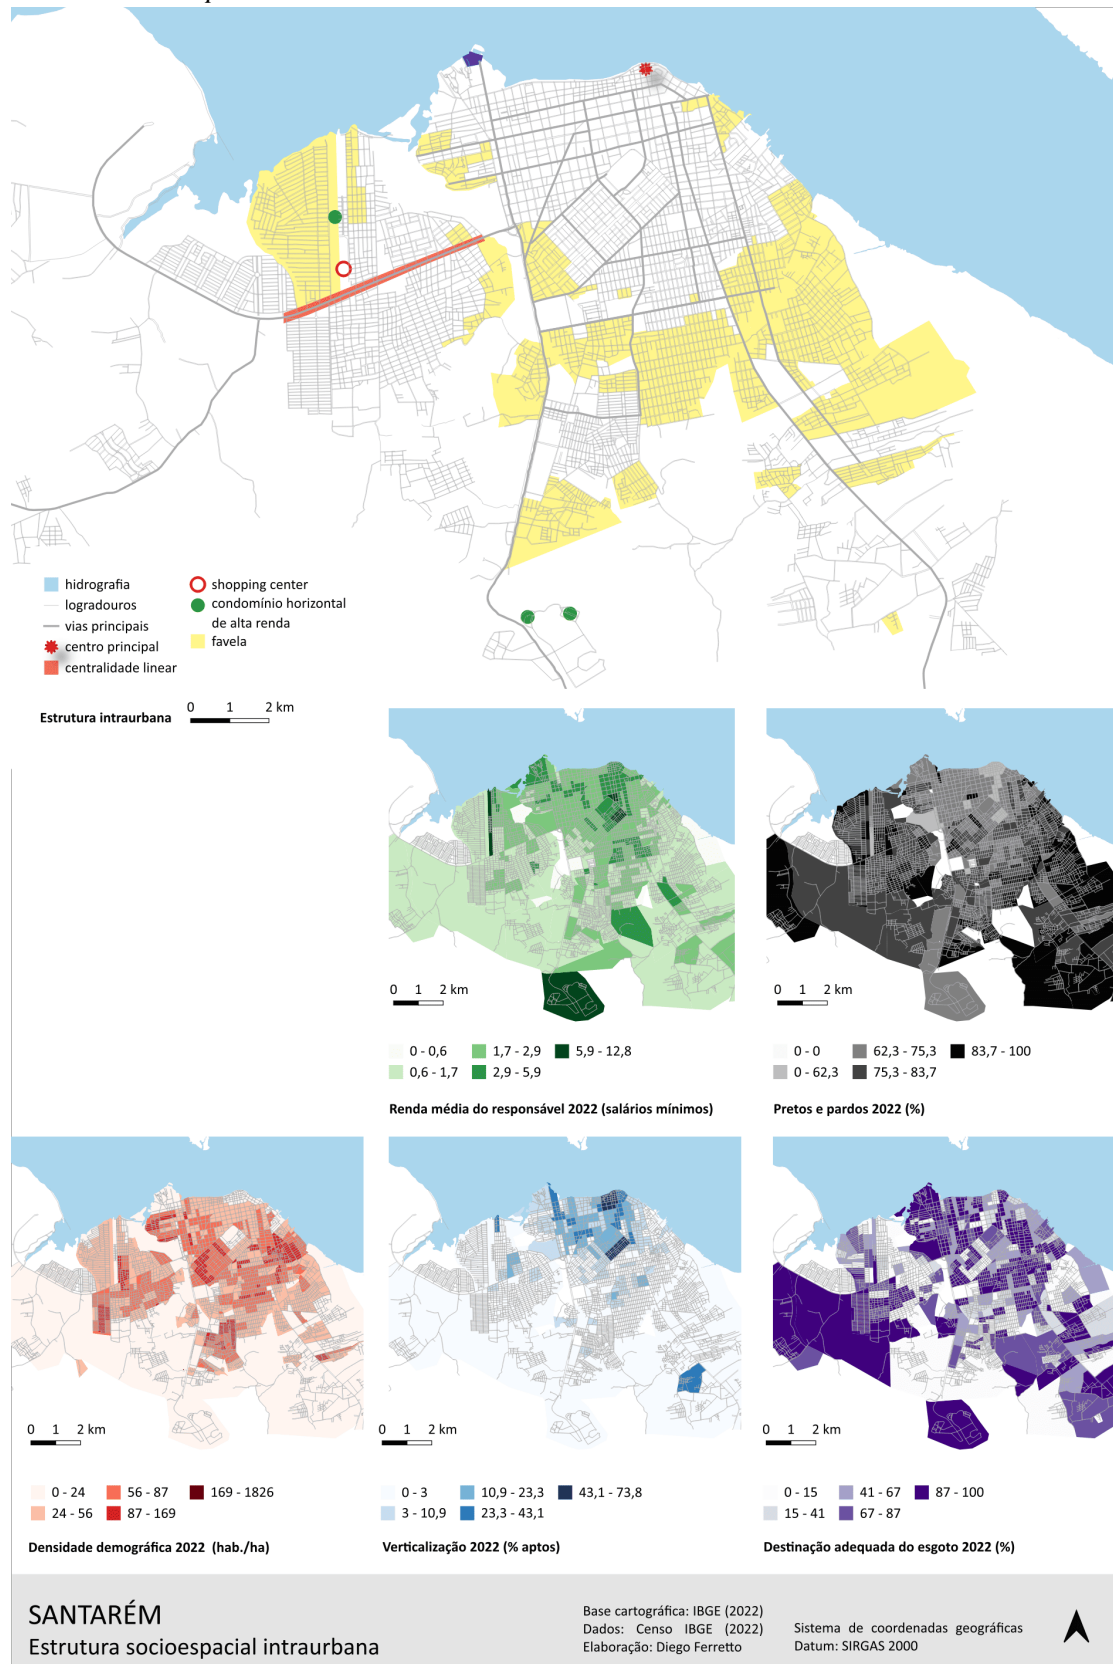 hidrografia
logradouros
vias principais
centro principal
centralidade linear
shopping center
condomínio horizontal
de alta renda
favela
Estrutura intraurbana
0 1 2 km
0 1 2 km
0 - 0,6
0,6 - 1,7
1,7 - 2,9
2,9 - 5,9
5,9 - 12,8
Renda média do responsável 2022 (salários mínimos)
0 1 2 km
0 - 0
0 - 62,3
62,3 - 75,3
75,3 - 83,7
83,7 - 100
Pretos e pardos 2022 (%)
0 1 2 km
0 - 24
24 - 56
56 - 87
87 - 169
169 - 1826
Densidade demográfica 2022 (hab./ha)
0 1 2 km
0 - 3
3 - 10,9
10,9 - 23,3
23,3 - 43,1
43,1 - 73,8
Verticalização 2022 (% aptos)
0 1 2 km
0 - 15
15 - 41
41 - 67
67 - 87
87 - 100
Destinação adequada do esgoto 2022 (%)
SANTARÉM
Estrutura socioespacial intraurbana
Base cartográfica: IBGE (2022)
Dados: Censo IBGE (2022)
Elaboração: Diego Ferretto
Sistema de coordenadas geográficas
Datum: SIRGAS 2000